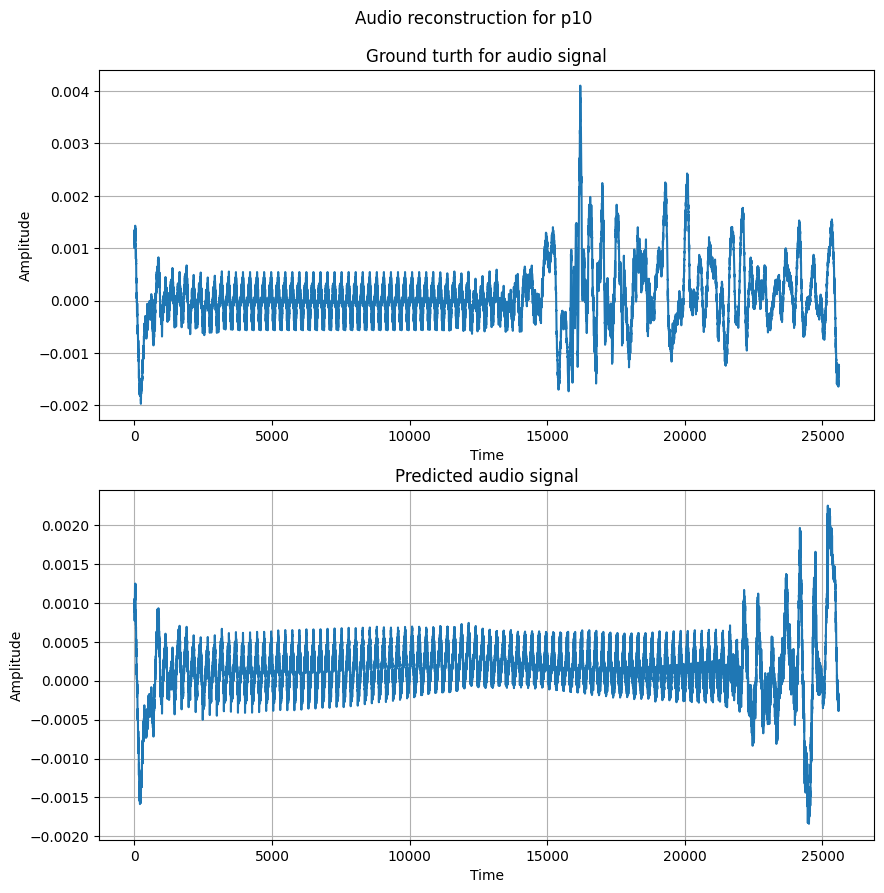 Audio reconstruction for p10
Ground turth for audio signal
0.004
0.003
0.002
0.001
0.000
−0.001
−0.002
Amplitude
0 5000 10000 15000 20000 25000
Time
Predicted audio signal
0.0020
0.0015
0.0010
0.0005
0.0000
−0.0005
−0.0010
−0.0015
−0.0020
Amplitude
0 5000 10000 15000 20000 25000
Time